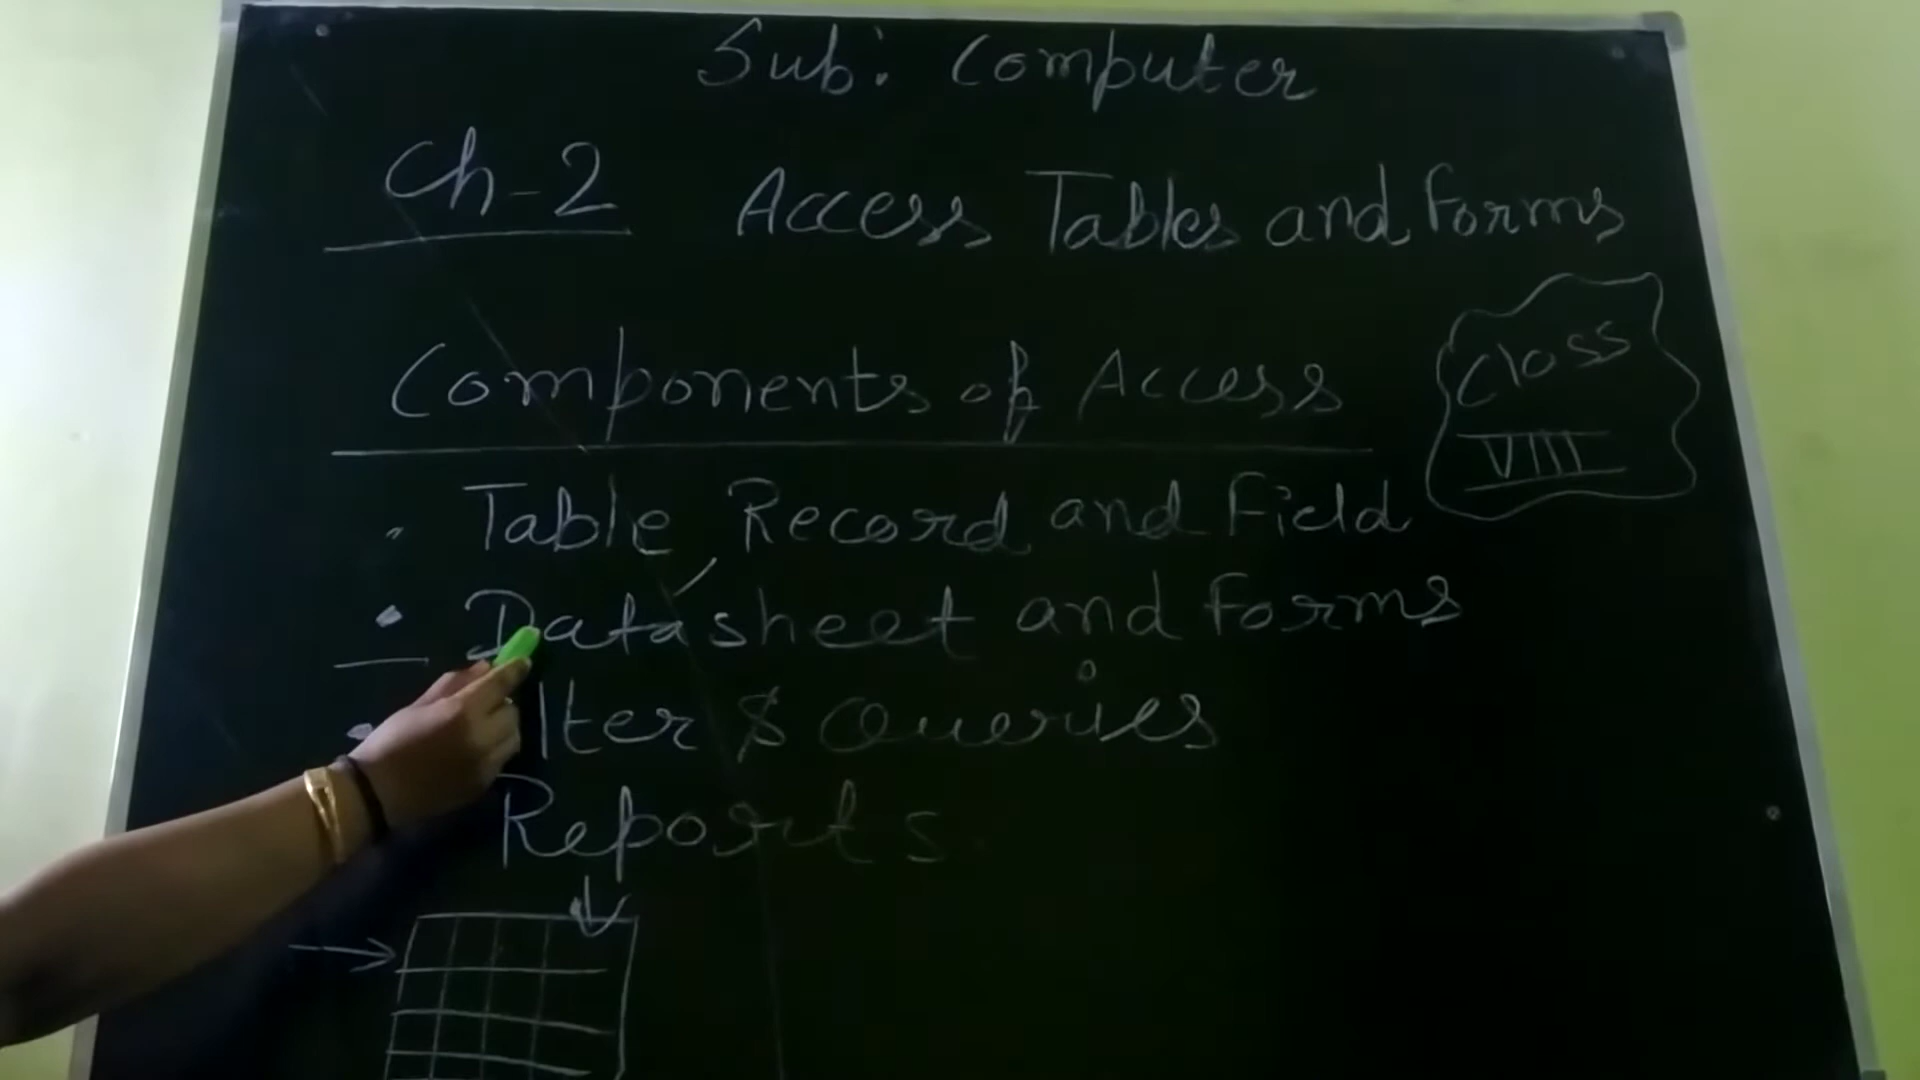 Sub: Computer
Ch-2 Access Tables and Forms
Components of Access
Class
VIII
• Table, Record and Field
• Datasheet and Forms
• lter & Queries
Reports